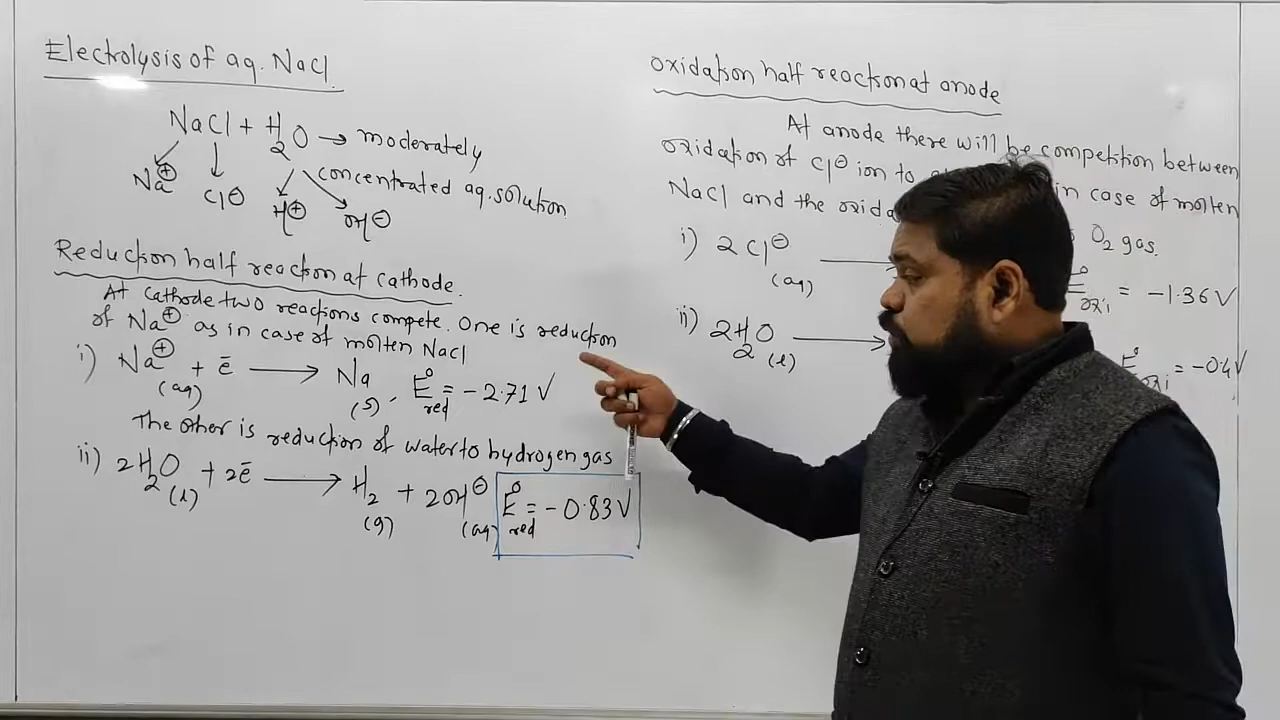 Electrolysis of aq. NaCl.
NaCl + H₂O → moderately
concentrated aq. solution
Na⊕ Cl⊖ H⊕ OH⊖
Reduction half reaction at cathode.
At cathode two reactions compete. One is reduction
of Na⊕ as in case of molten NaCl
i) Na⊕ (aq) + ē → Na (s). E° red = -2.71 V
The other is reduction of water to hydrogen gas
ii) 2H₂O (l) + 2ē → H₂ (g) + 2OH⊖ (aq) E° red = -0.83 V
Oxidation half reaction at anode
At anode there will be competition between
oxidation of Cl⊖ ion to in case of molten
NaCl and the O₂ gas.
i) 2Cl⊖ (aq) → E° oxi = -1.36 V
ii) 2H₂O (l) → E° oxi = -0.4 V